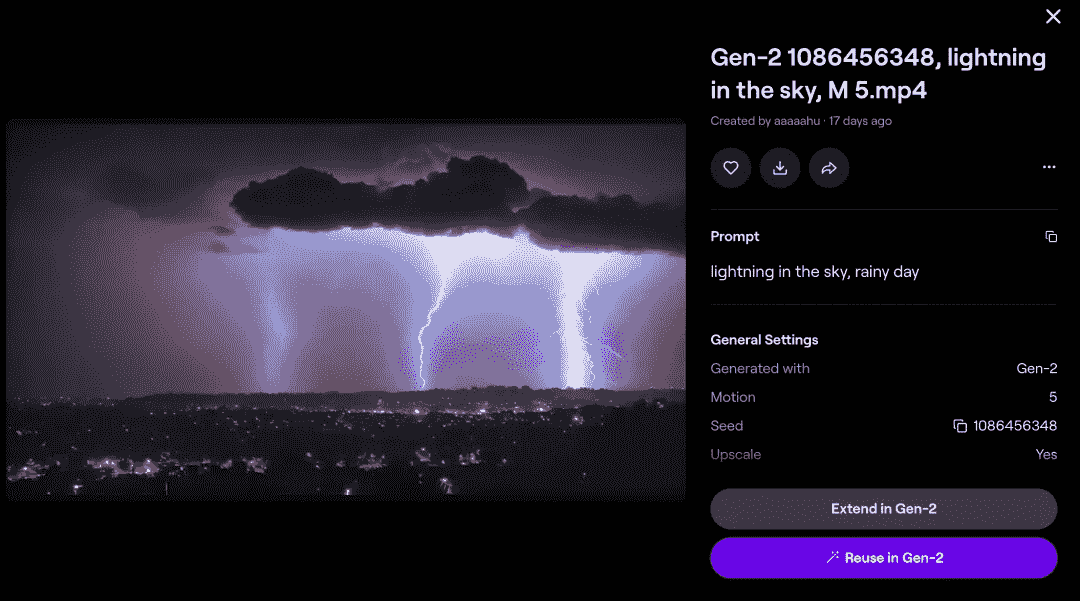 Gen-2 1086456348, lightning
in the sky, M 5.mp4
Created by aaaaahu · 17 days ago
Prompt
lightning in the sky, rainy day
General Settings
Generated with Gen-2
Motion 5
Seed 1086456348
Upscale Yes
Extend in Gen-2
Reuse in Gen-2